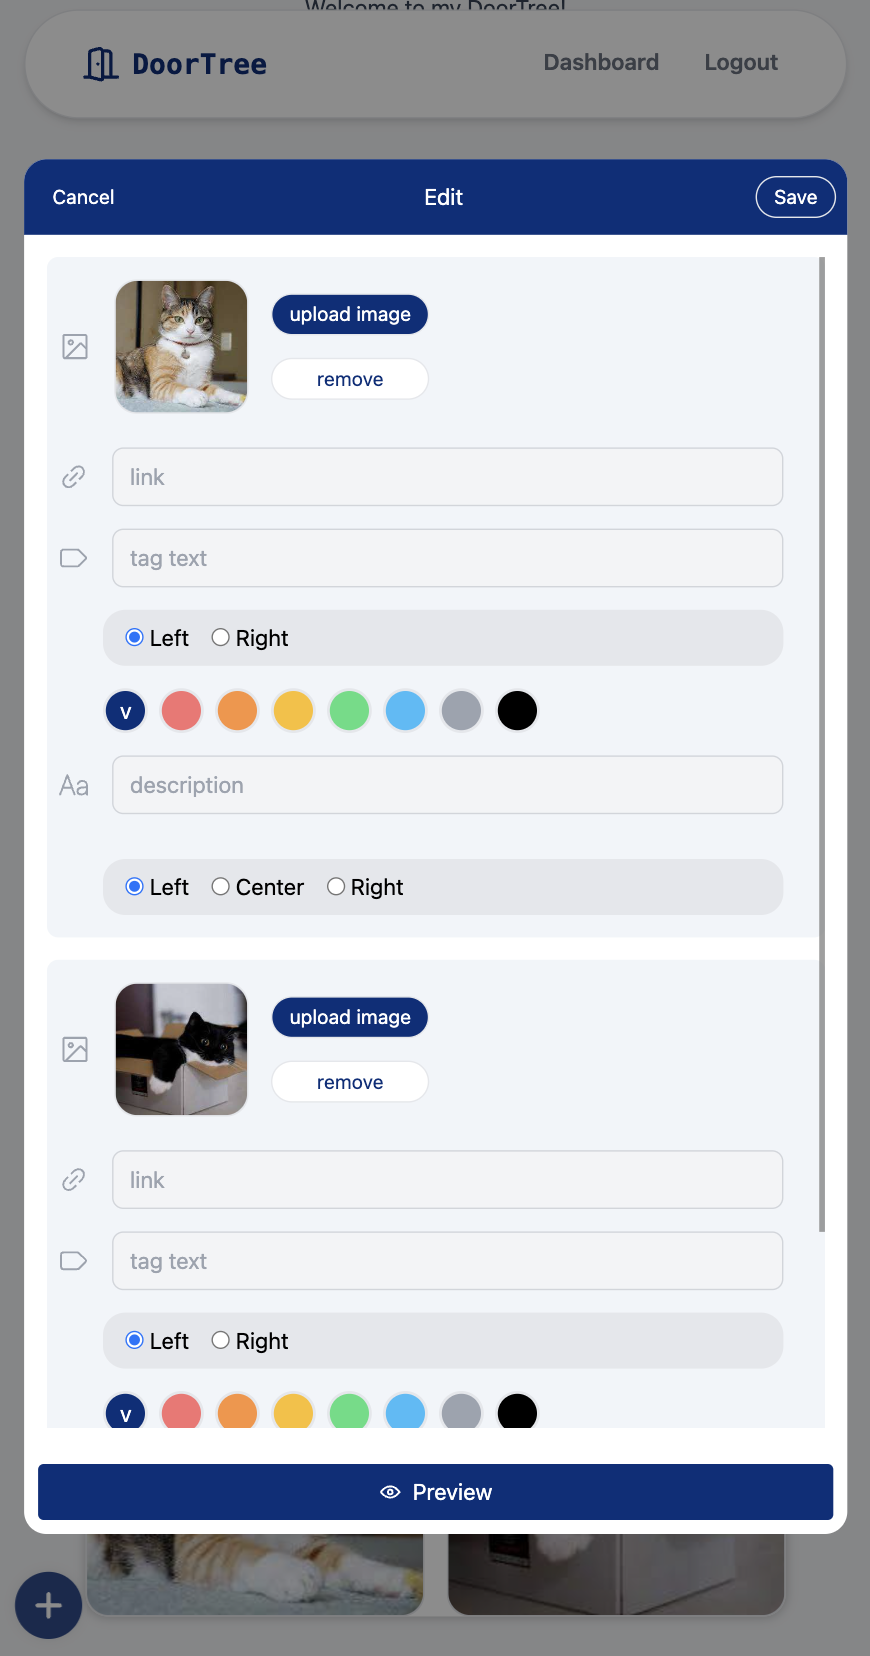 Welcome to my DoorTree!
DoorTree Dashboard Logout
Cancel Edit Save
upload image
remove
link
tag text
Left Right
v
Aa description
Left Center Right
upload image
remove
link
tag text
Left Right
v
Preview